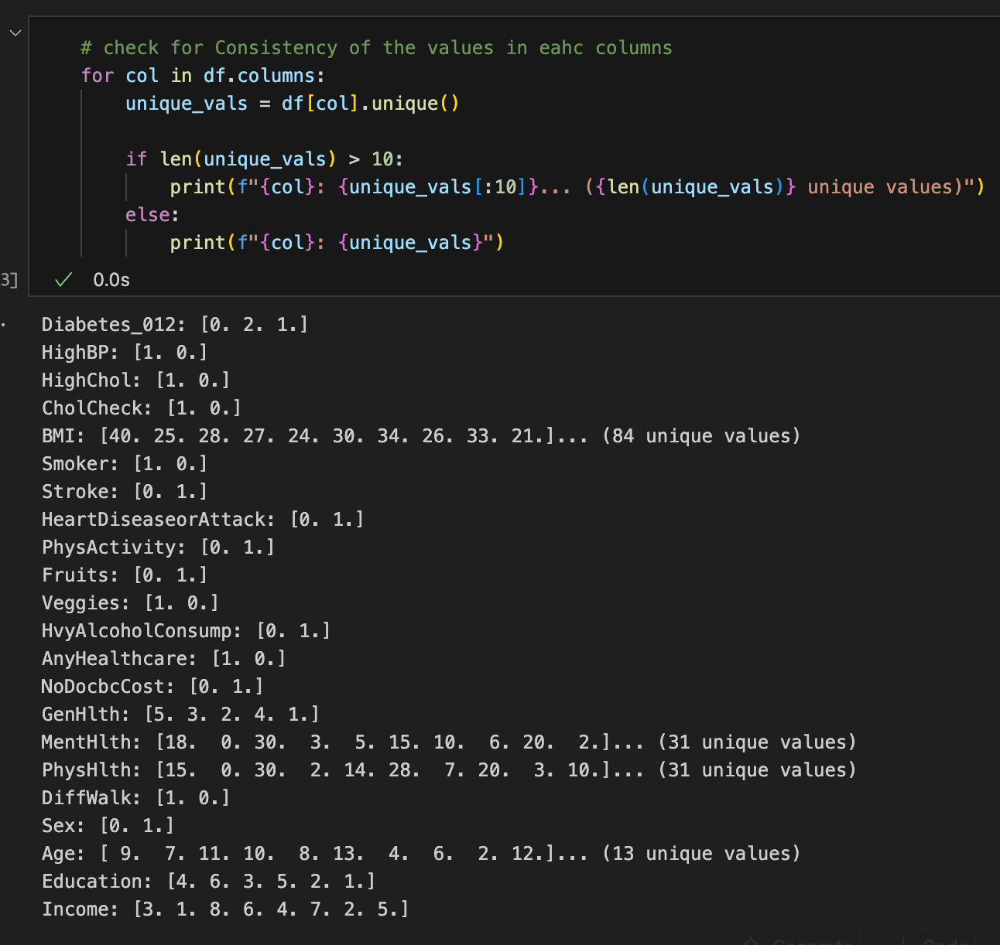 # check for Consistency of the values in eahc columns
for col in df.columns:
    unique_vals = df[col].unique()
    if len(unique_vals) > 10:
        print(f"{col}: {unique_vals[:10]}... ({len(unique_vals)} unique values)")
    else:
        print(f"{col}: {unique_vals}")
3]
0.0s
Diabetes_012: [0. 2. 1.]
HighBP: [1. 0.]
HighChol: [1. 0.]
CholCheck: [1. 0.]
BMI: [40. 25. 28. 27. 24. 30. 34. 26. 33. 21.]... (84 unique values)
Smoker: [1. 0.]
Stroke: [0. 1.]
HeartDiseaseorAttack: [0. 1.]
PhysActivity: [0. 1.]
Fruits: [0. 1.]
Veggies: [1. 0.]
HvyAlcoholConsump: [0. 1.]
AnyHealthcare: [1. 0.]
NoDocbcCost: [0. 1.]
GenHlth: [5. 3. 2. 4. 1.]
MentHlth: [18.  0. 30.  3.  5. 15. 10.  6. 20.  2.]... (31 unique values)
PhysHlth: [15.  0. 30.  2. 14. 28.  7. 20.  3. 10.]... (31 unique values)
DiffWalk: [1. 0.]
Sex: [0. 1.]
Age: [ 9.  7. 11. 10.  8. 13.  4.  6.  2. 12.]... (13 unique values)
Education: [4. 6. 3. 5. 2. 1.]
Income: [3. 1. 8. 6. 4. 7. 2. 5.]